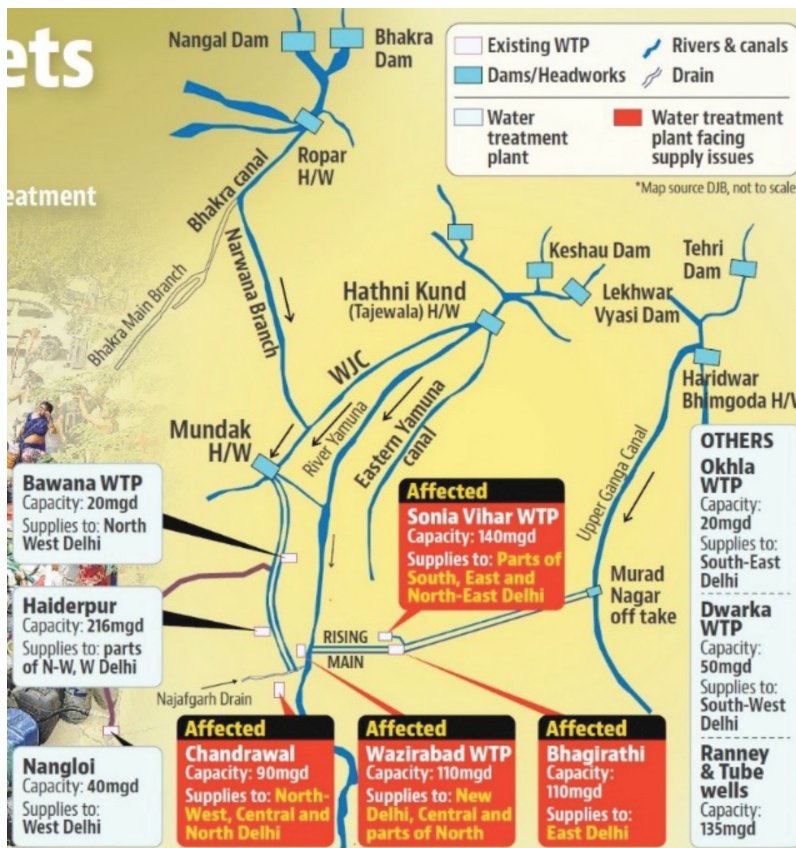 ets
eatment
Nangal Dam
Bhakra
Dam
Existing WTP
Rivers & canals
Dams/Headworks
Drain
Water
treatment
plant
Water treatment
plant facing
supply issues
*Map source DJB, not to scale
Ropar
H/W
Bhakra canal
Bhakra Main Branch
Narwana Branch
Hathni Kund
(Tajewala) H/W
Keshau Dam
Lekhwar
Vyasi Dam
Tehri
Dam
Haridwar
Bhimgoda H/W
WJC
River Yamuna
Eastern Yamuna
canal
Upper Ganga Canal
Mundak
H/W
Bawana WTP
Capacity: 20mgd
Supplies to: North
West Delhi
Haiderpur
Capacity: 216mgd
Supplies to: parts
of N-W, W Delhi
Nangloi
Capacity: 40mgd
Supplies to:
West Delhi
Affected
Sonia Vihar WTP
Capacity: 140mgd
Supplies to: Parts of
South, East and
North-East Delhi
Murad
Nagar
off take
RISING
MAIN
Najafgarh Drain
Affected
Chandrawal
Capacity: 90mgd
Supplies to: North-
West, Central and
North Delhi
Affected
Wazirabad WTP
Capacity: 110mgd
Supplies to: New
Delhi, Central and
parts of North
Affected
Bhagirathi
Capacity:
110mgd
Supplies to:
East Delhi
OTHERS
Okhla
WTP
Capacity:
20mgd
Supplies to:
South-East
Delhi
Dwarka
WTP
Capacity:
50mgd
Supplies to:
South-West
Delhi
Ranney
& Tube
wells
Capacity:
135mgd